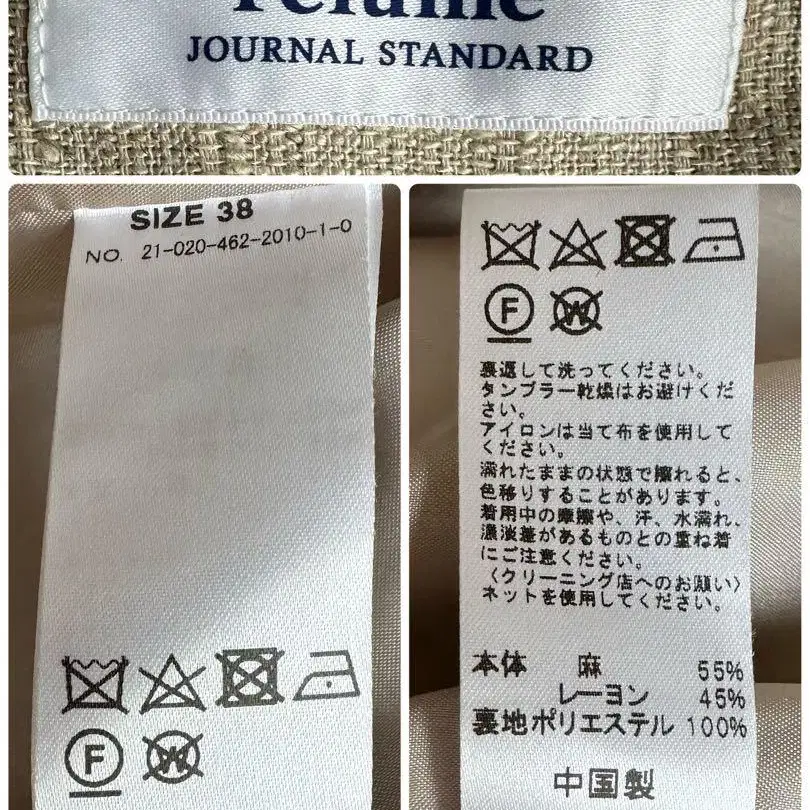 relume
JOURNAL STANDARD
SIZE 38
NO. 21-020-462-2010-1-0
F
W
F
W
裏返して洗ってください。
タンブラー乾燥はお避けくだ
さい。
アイロンは当て布を使用して
ください。
濡れたままの状態で擦れると、
色移りすることがあります。
着用中の摩擦や、汗、水濡れ、
濃淡差があるものとの重ね着
にご注意ください。
〈クリーニング店へのお願い〉
ネットを使用してください。
本体 麻 55%
レーヨン 45%
裏地ポリエステル 100%
中国製